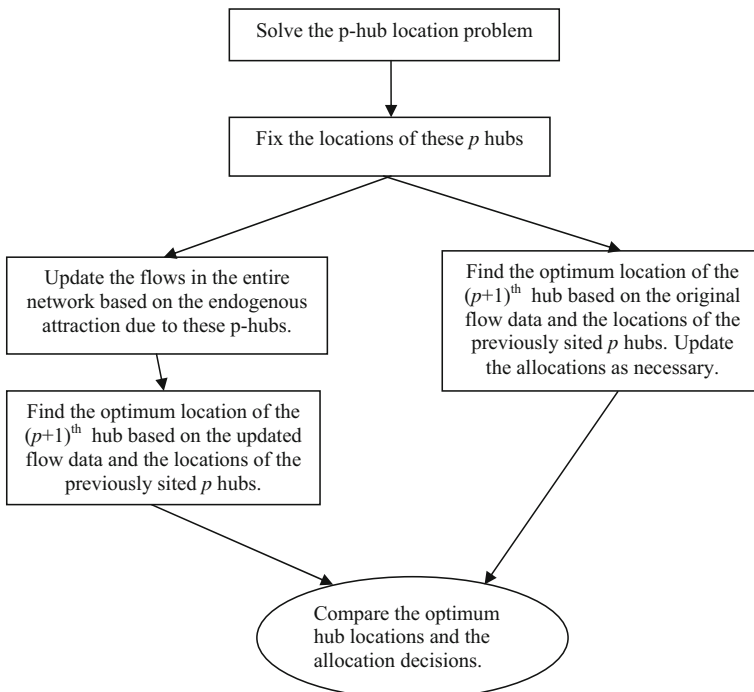 Solve the p-hub location problem
Fix the locations of these p hubs
Update the flows in the entire
network based on the endogenous
attraction due to these p-hubs.
Find the optimum location of the
(p+1)th hub based on the updated
flow data and the locations of the
previously sited p hubs.
Find the optimum location of the
(p+1)th hub based on the original
flow data and the locations of the
previously sited p hubs. Update
the allocations as necessary.
Compare the optimum
hub locations and the
allocation decisions.